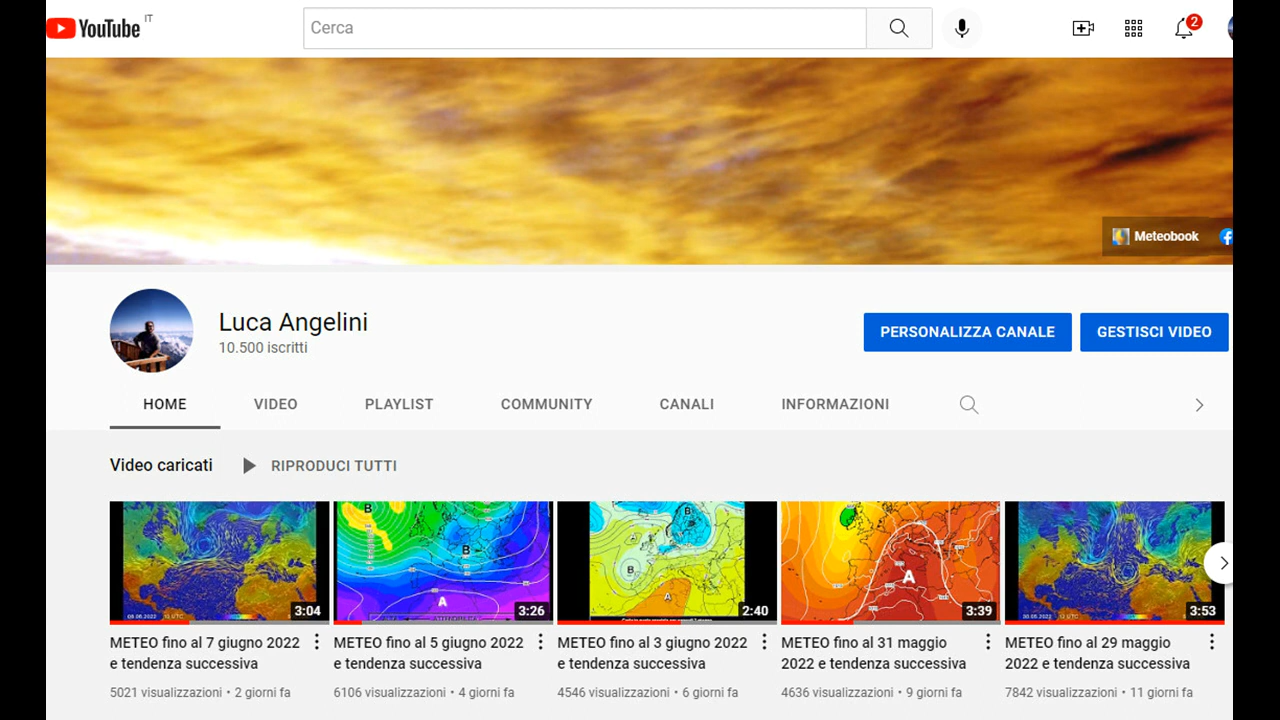 YouTube IT
Cerca
2
Meteobook
Luca Angelini
10.500 iscritti
PERSONALIZZA CANALE
GESTISCI VIDEO
HOME VIDEO PLAYLIST COMMUNITY CANALI INFORMAZIONI
Video caricati RIPRODUCI TUTTI
3:04
B
B
A
3:26
B
B
A
2:40
A
3:39
3:53
METEO fino al 7 giugno 2022
e tendenza successiva
5021 visualizzazioni • 2 giorni fa
METEO fino al 5 giugno 2022
e tendenza successiva
6106 visualizzazioni • 4 giorni fa
METEO fino al 3 giugno 2022
e tendenza successiva
4546 visualizzazioni • 6 giorni fa
METEO fino al 31 maggio
2022 e tendenza successiva
4636 visualizzazioni • 9 giorni fa
METEO fino al 29 maggio
2022 e tendenza successiva
7842 visualizzazioni • 11 giorni fa